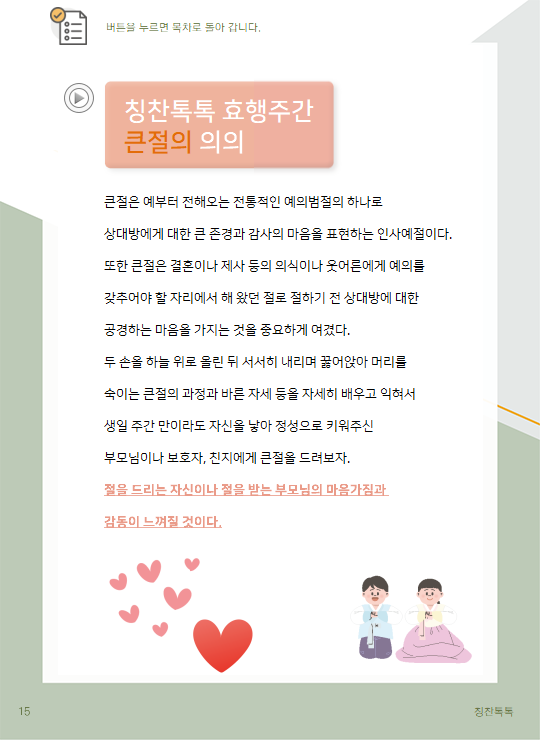 버튼을 누르면 목차로 돌아 갑니다.
칭찬톡톡 효행주간
큰절의 의의
큰절은 예부터 전해오는 전통적인 예의범절의 하나로
상대방에게 대한 큰 존경과 감사의 마음을 표현하는 인사예절이다.
또한 큰절은 결혼이나 제사 등의 의식이나 웃어른에게 예의를
갖추어야 할 자리에서 해 왔던 절로 절하기 전 상대방에 대한
공경하는 마음을 가지는 것을 중요하게 여겼다.
두 손을 하늘 위로 올린 뒤 서서히 내리며 꿇어앉아 머리를
숙이는 큰절의 과정과 바른 자세 등을 자세히 배우고 익혀서
생일 주간 만이라도 자신을 낳아 정성으로 키워주신
부모님이나 보호자, 친지에게 큰절을 드려보자.
절을 드리는 자신이나 절을 받는 부모님의 마음가짐과
감동이 느껴질 것이다.
15
칭찬톡톡